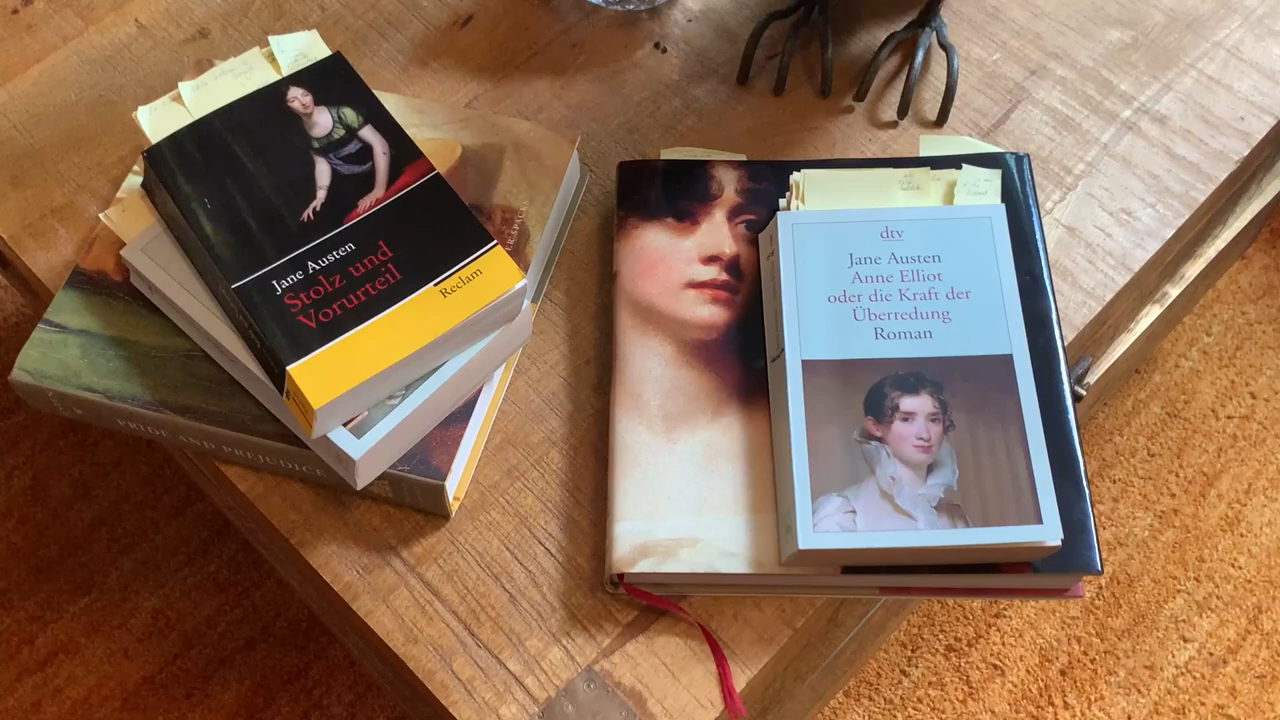 Jane Austen
Stolz und
Vorurteil
Reclam
PRIDE AND PREJUDICE
dtv
Jane Austen
Anne Elliot
oder die Kraft der
Überredung
Roman